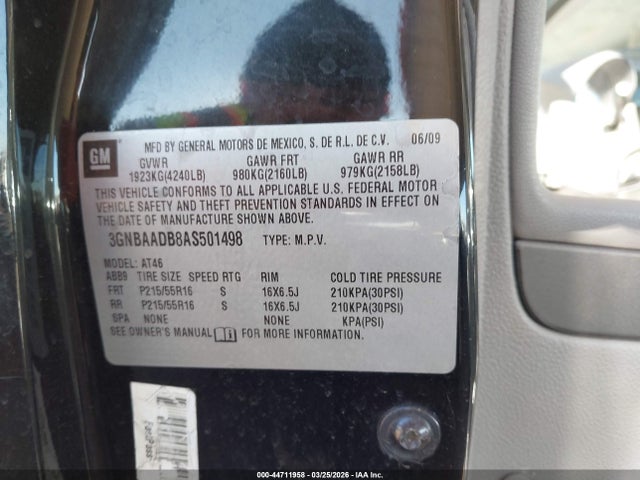 GM
MFD BY GENERAL MOTORS DE MEXICO, S. DE R.L. DE C.V. 06/09
GVWR GAWR FRT GAWR RR
1923KG(4240LB) 980KG(2160LB) 979KG(2158LB)
THIS VEHICLE CONFORMS TO ALL APPLICABLE U.S. FEDERAL MOTOR
VEHICLE SAFETY AND THEFT PREVENTION STANDARDS IN EFFECT ON
THE DATE OF MANUFACTURE SHOWN ABOVE.
3GNBAADB8AS501498 TYPE: M.P.V.
MODEL: AT46
ABB9 TIRE SIZE SPEED RTG RIM COLD TIRE PRESSURE
FRT P215/55R16 S 16X6.5J 210KPA(30PSI)
RR P215/55R16 S 16X6.5J 210KPA(30PSI)
SPA NONE NONE KPA(PSI)
SEE OWNER'S MANUAL FOR MORE INFORMATION.
000-44711958 - 03/25/2026 - IAA Inc.